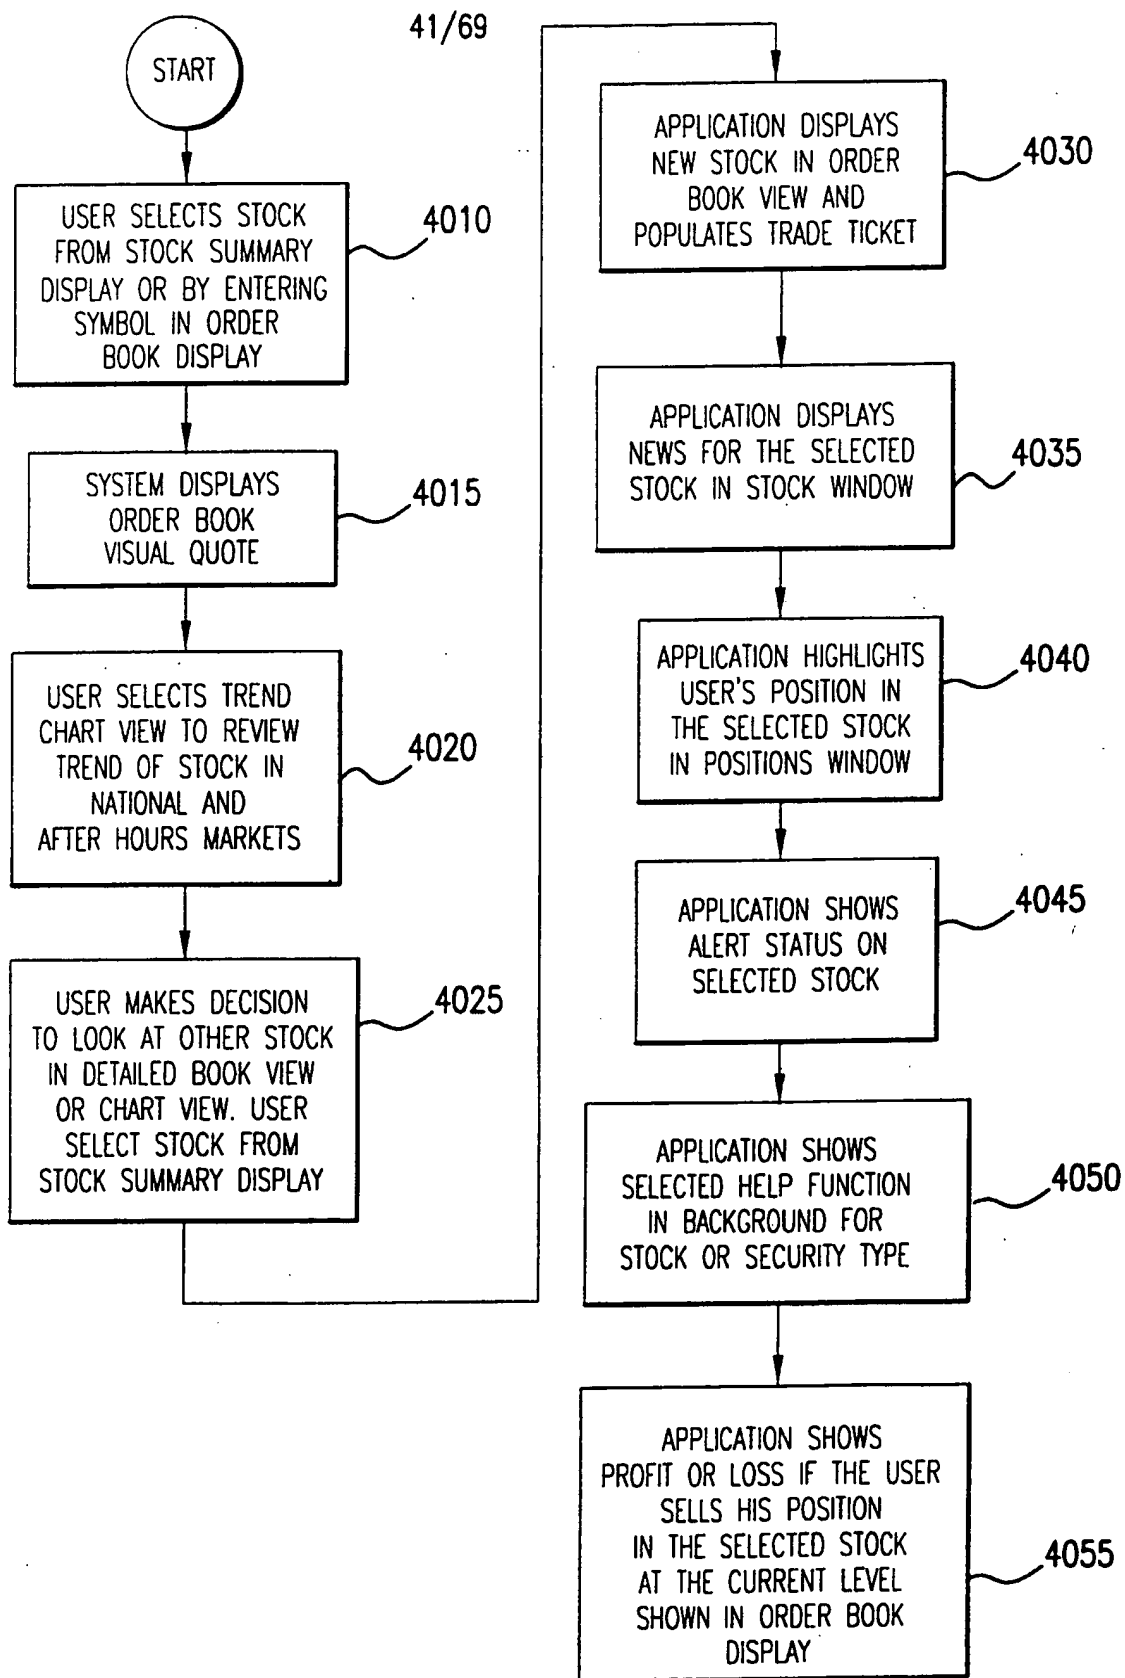 41/69
START
USER SELECTS STOCK
FROM STOCK SUMMARY
DISPLAY OR BY ENTERING
SYMBOL IN ORDER
BOOK DISPLAY
4010
SYSTEM DISPLAYS
ORDER BOOK
VISUAL QUOTE
4015
USER SELECTS TREND
CHART VIEW TO REVIEW
TREND OF STOCK IN
NATIONAL AND
AFTER HOURS MARKETS
4020
USER MAKES DECISION
TO LOOK AT OTHER STOCK
IN DETAILED BOOK VIEW
OR CHART VIEW. USER
SELECT STOCK FROM
STOCK SUMMARY DISPLAY
4025
APPLICATION DISPLAYS
NEW STOCK IN ORDER
BOOK VIEW AND
POPULATES TRADE TICKET
4030
APPLICATION DISPLAYS
NEWS FOR THE SELECTED
STOCK IN STOCK WINDOW
4035
APPLICATION HIGHLIGHTS
USER'S POSITION IN
THE SELECTED STOCK
IN POSITIONS WINDOW
4040
APPLICATION SHOWS
ALERT STATUS ON
SELECTED STOCK
4045
APPLICATION SHOWS
SELECTED HELP FUNCTION
IN BACKGROUND FOR
STOCK OR SECURITY TYPE
4050
APPLICATION SHOWS
PROFIT OR LOSS IF THE USER
SELLS HIS POSITION
IN THE SELECTED STOCK
AT THE CURRENT LEVEL
SHOWN IN ORDER BOOK
DISPLAY
4055